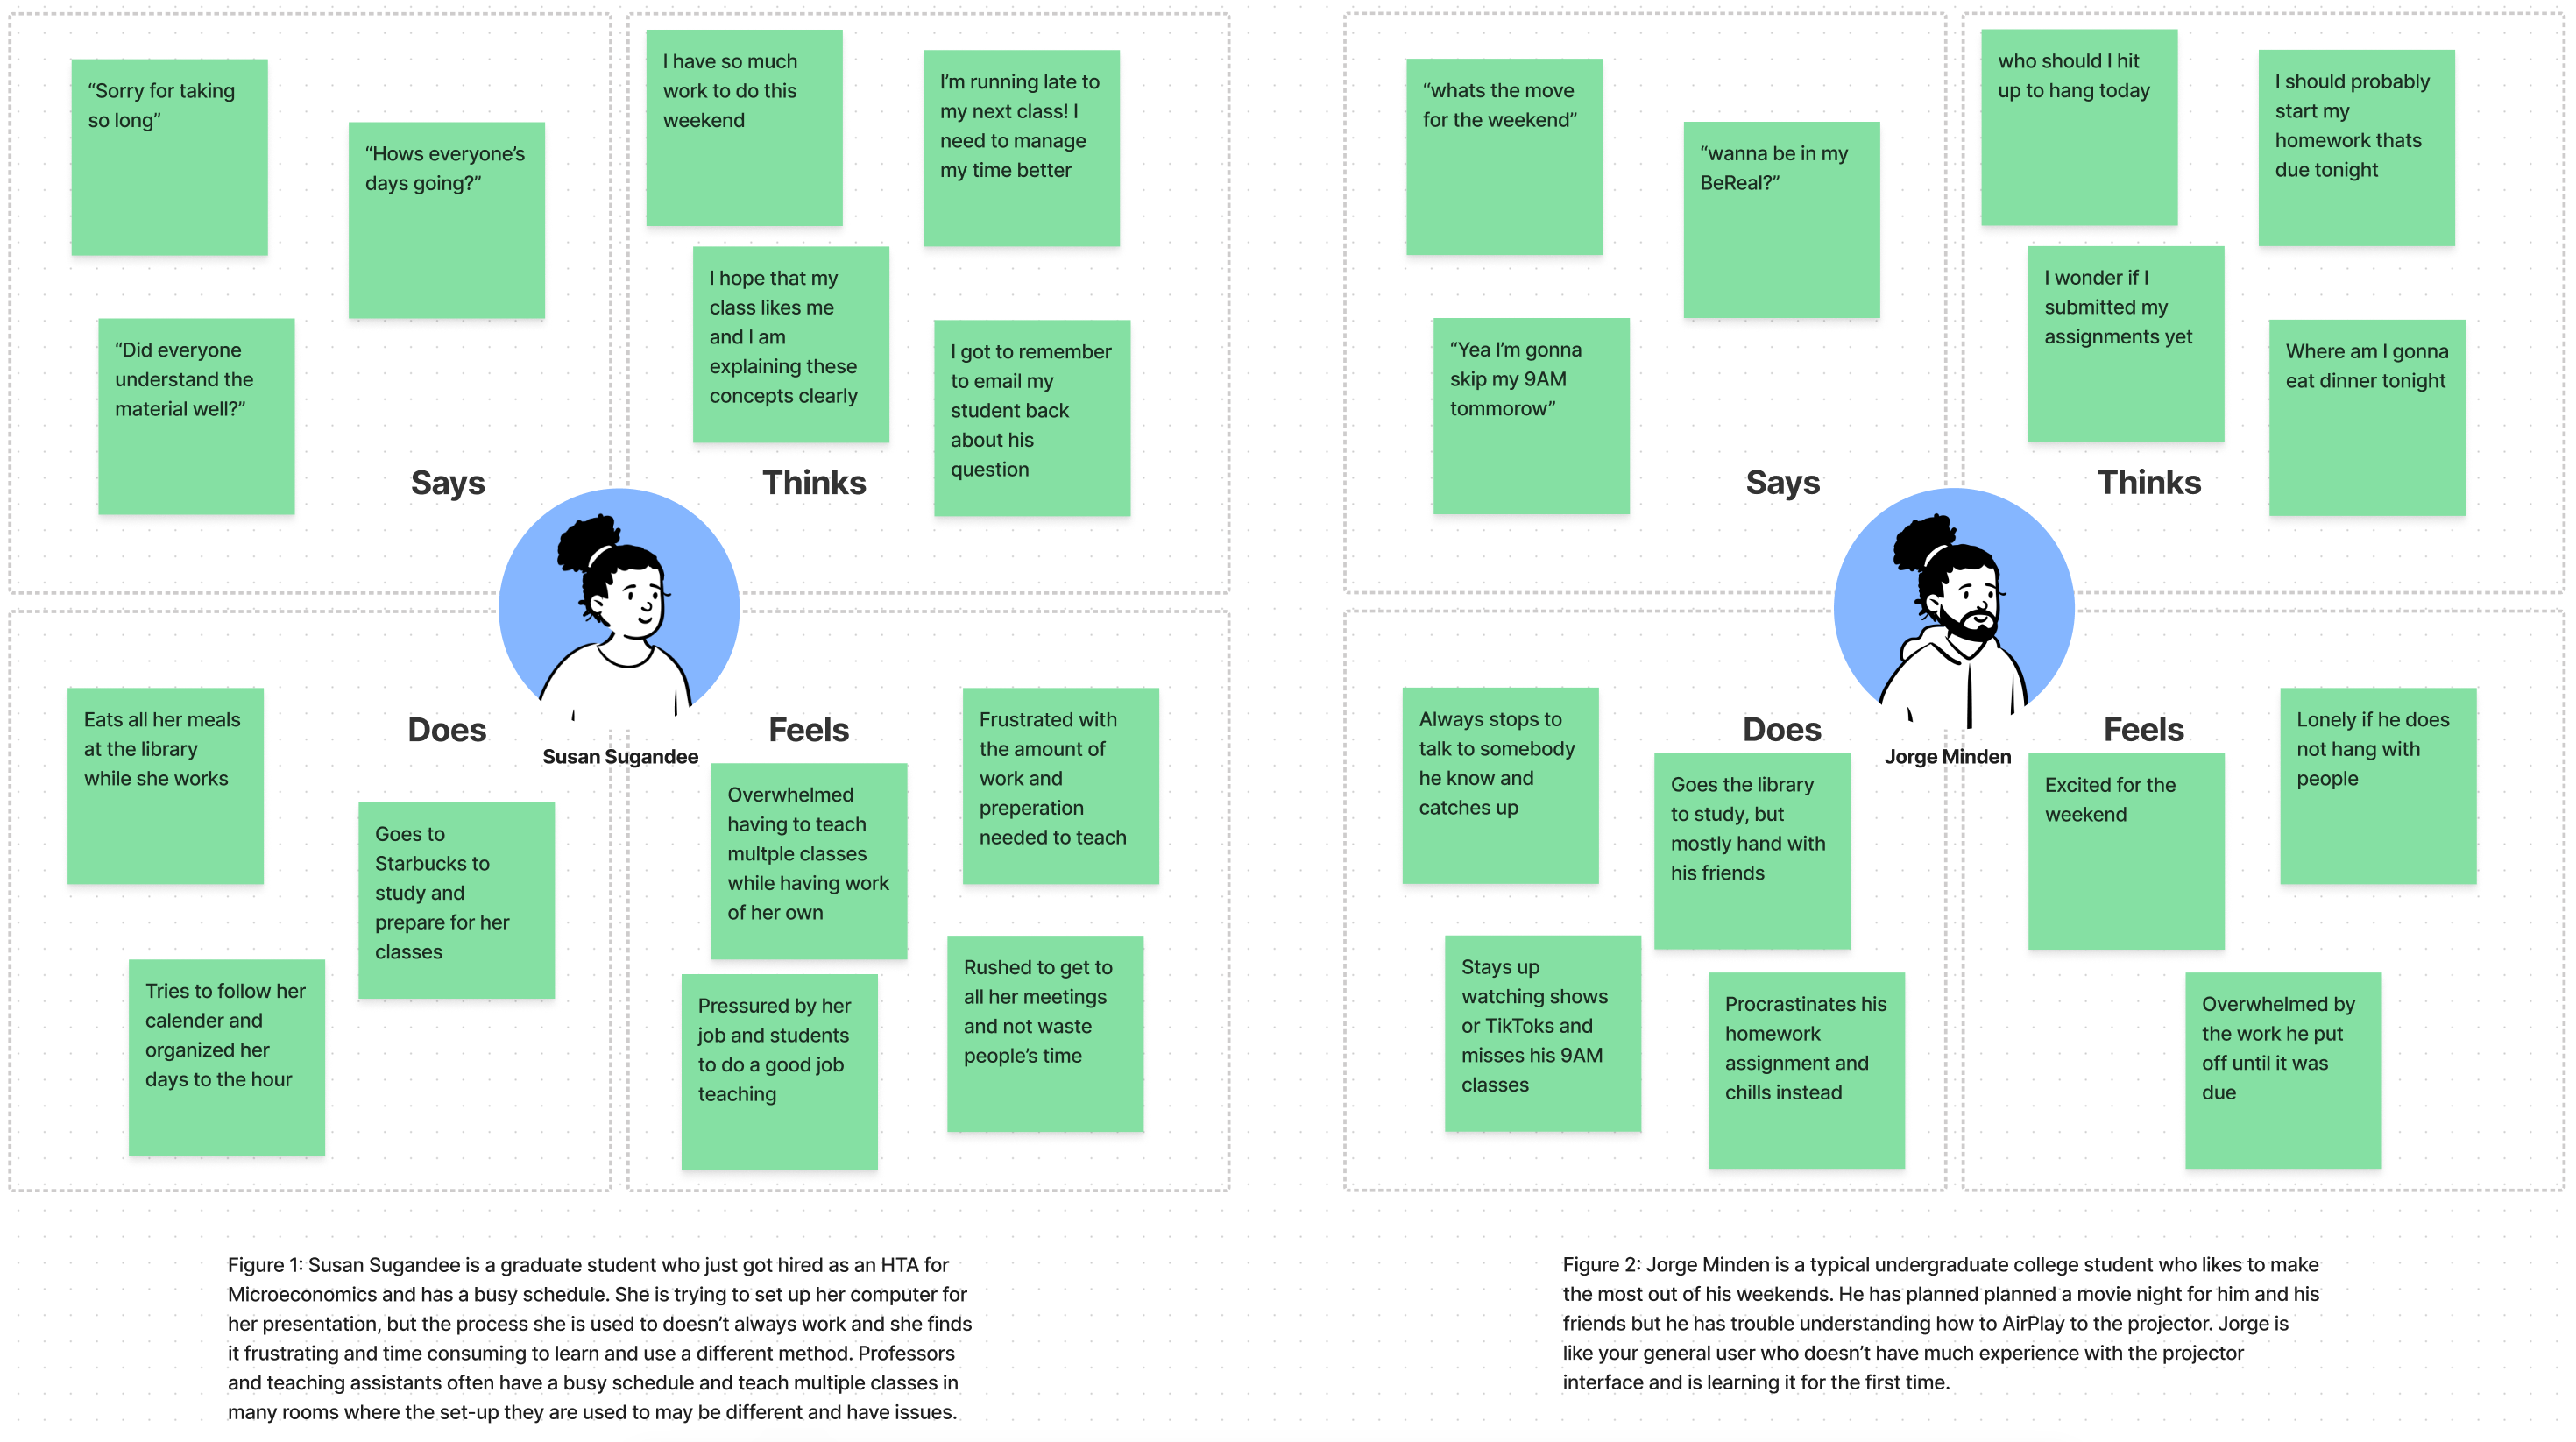 “Sorry for taking
so long”
“Hows everyone’s
days going?”
“Did everyone
understand the
material well?”
Says
I have so much
work to do this
weekend
I’m running late to
my next class! I
need to manage
my time better
I hope that my
class likes me
and I am
explaining these
concepts clearly
I got to remember
to email my
student back
about his
question
Thinks
Eats all her meals
at the library
while she works
Does
Goes to
Starbucks to
study and
prepare for her
classes
Tries to follow her
calender and
organized her
days to the hour
Susan Sugandee
Feels
Frustrated with
the amount of
work and
preperation
needed to teach
Overwhelmed
having to teach
multple classes
while having work
of her own
Rushed to get to
all her meetings
and not waste
people’s time
Pressured by her
job and students
to do a good job
teaching
Figure 1: Susan Sugandee is a graduate student who just got hired as an HTA for
Microeconomics and has a busy schedule. She is trying to set up her computer for
her presentation, but the process she is used to doesn’t always work and she finds
it frustrating and time consuming to learn and use a different method. Professors
and teaching assistants often have a busy schedule and teach multiple classes in
many rooms where the set-up they are used to may be different and have issues.
“whats the move
for the weekend”
“wanna be in my
BeReal?”
“Yea I’m gonna
skip my 9AM
tommorow”
Says
who should I hit
up to hang today
I should probably
start my
homework thats
due tonight
I wonder if I
submitted my
assignments yet
Where am I gonna
eat dinner tonight
Thinks
Always stops to
talk to somebody
he know and
catches up
Does
Goes the library
to study, but
mostly hand with
his friends
Stays up
watching shows
or TikToks and
misses his 9AM
classes
Procrastinates his
homework
assignment and
chills instead
Jorge Minden
Feels
Lonely if he does
not hang with
people
Excited for the
weekend
Overwhelmed by
the work he put
off until it was
due
Figure 2: Jorge Minden is a typical undergraduate college student who likes to make
the most out of his weekends. He has planned planned a movie night for him and his
friends but he has trouble understanding how to AirPlay to the projector. Jorge is
like your general user who doesn’t have much experience with the projector
interface and is learning it for the first time.